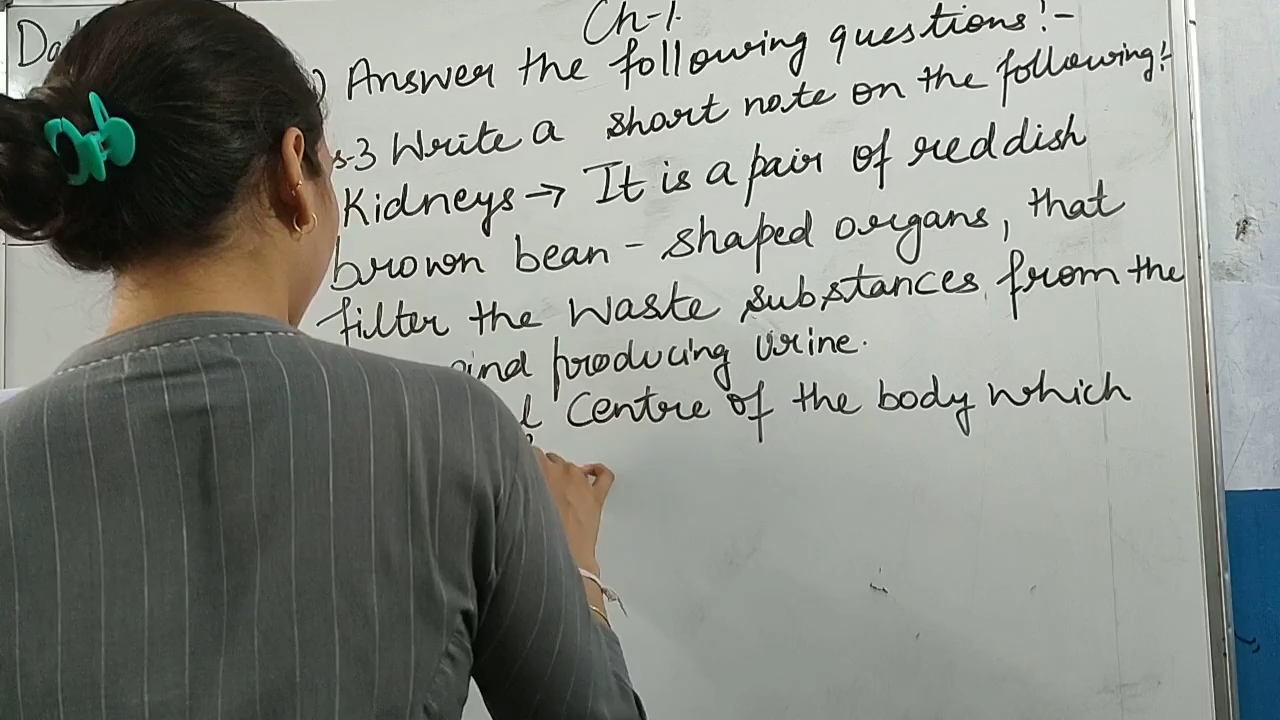 Ch-1.
Answer the following questions:-
s-3 Write a short note on the following:-
Kidneys → It is a pair of reddish
brown bean-shaped organs, that
filter the waste substances from the
and producing urine.
Centre of the body which